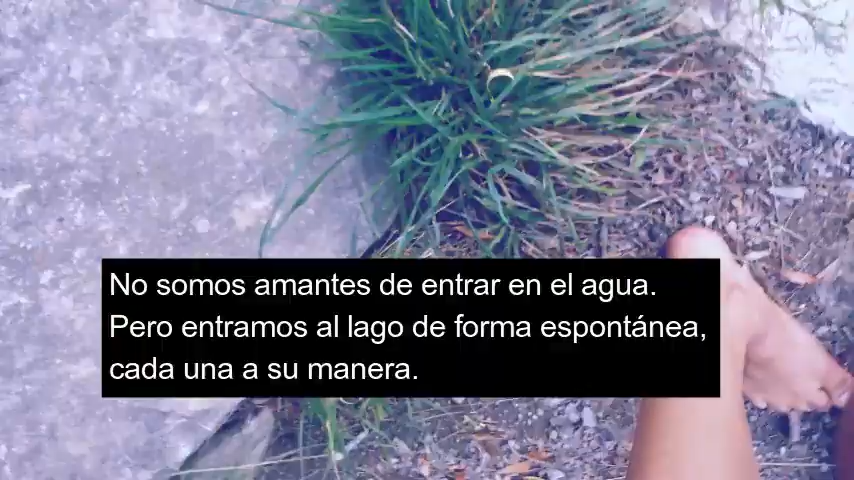 No somos amantes de entrar en el agua.
Pero entramos al lago de forma espontánea,
cada una a su manera.